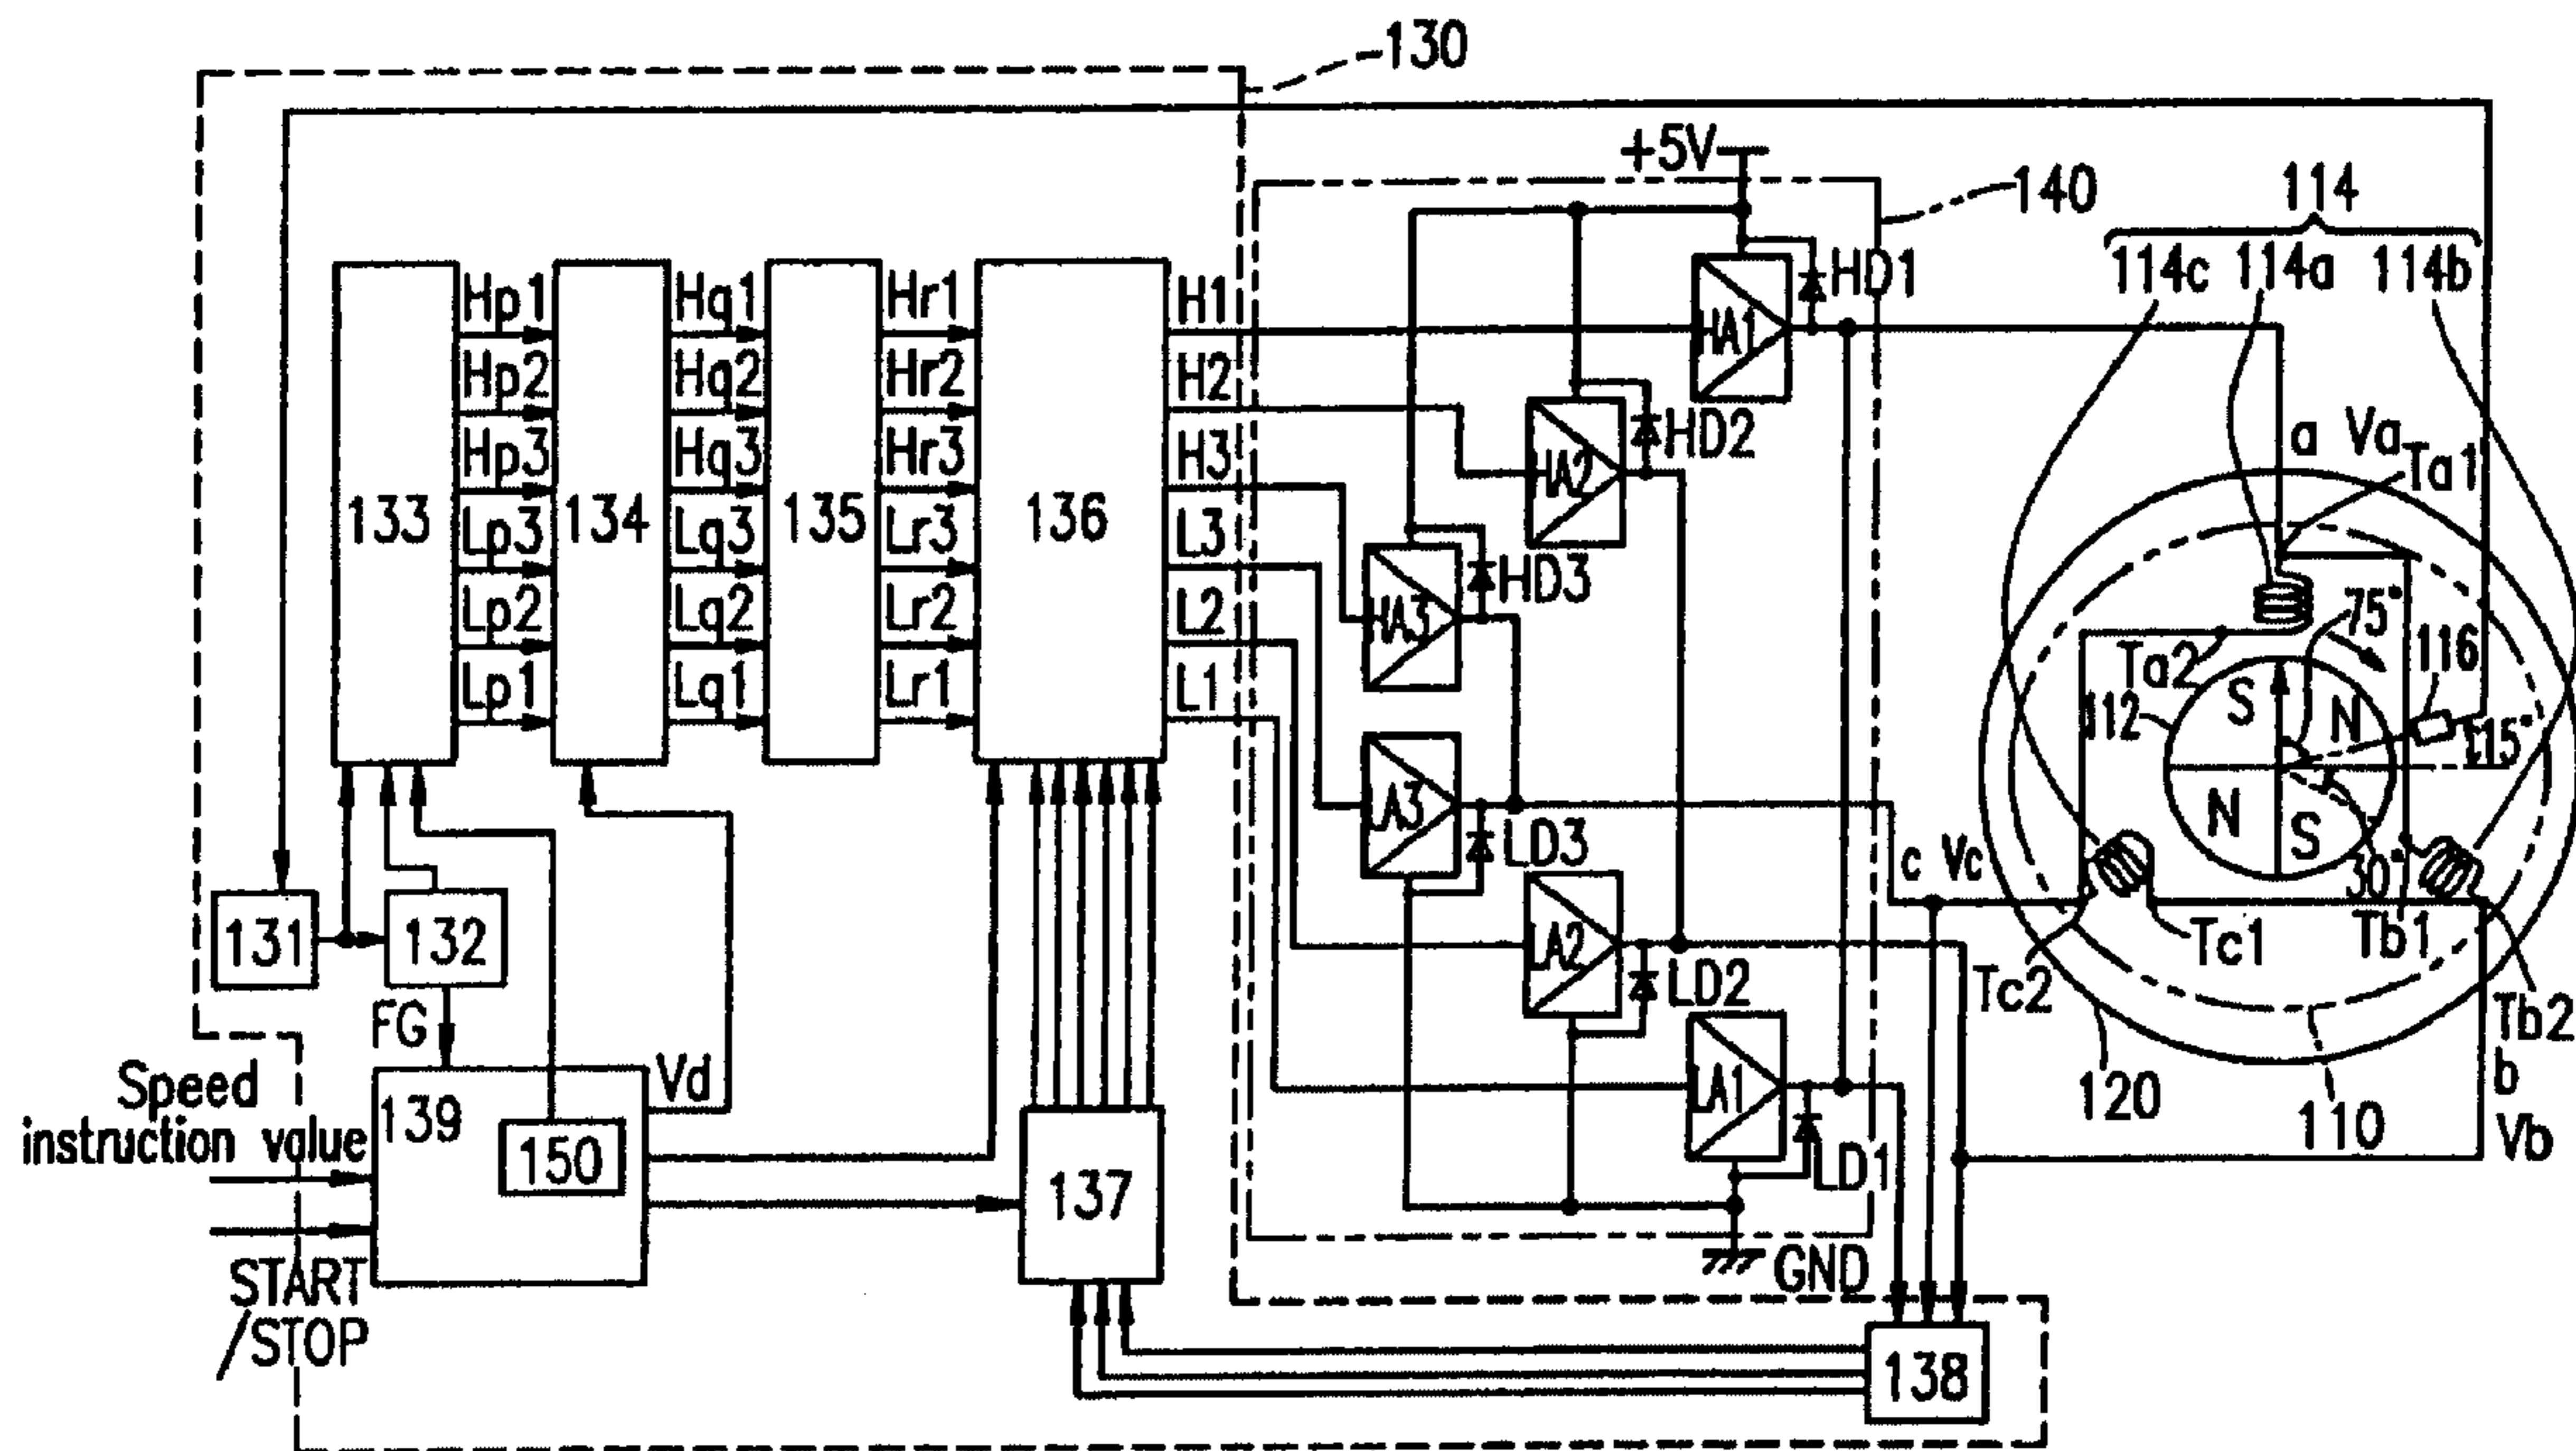 130
+5V
140
114
114c 114a 114b
Hp1 Hq1 Hr1 H1
HA1 HD1
Hp2 Hq2 Hr2 H2
HA2 HD2
a Va
Ta1
Hp3 Hq3 Hr3 H3
133 134 135 136
Lp3 Lq3 Lr3 L3
HA3 HD3
Lp2 Lq2 Lr2 L2
75°
116
Ta2
Lp1 Lq1 Lr1 L1
112
S N
N S
115°
30°
LA3 LD3
c Vc
131 132
LA2 LD2
Tc2 Tc1 Tb1
Tb2
FG
Vd
b
Vb
Speed
instruction value
139
150
137
LA1 LD1
120
110
START
/STOP
GND
138